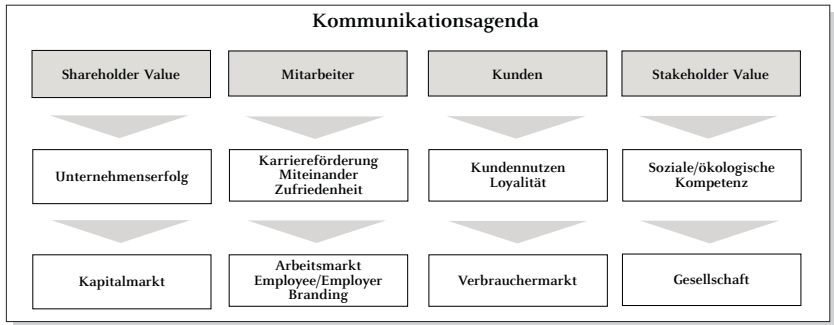 Kommunikationsagenda
Shareholder Value
Mitarbeiter
Kunden
Stakeholder Value
Unternehmenserfolg
Karriereförderung
Miteinander
Zufriedenheit
Kundennutzen
Loyalität
Soziale/ökologische
Kompetenz
Kapitalmarkt
Arbeitsmarkt
Employee/Employer
Branding
Verbrauchermarkt
Gesellschaft